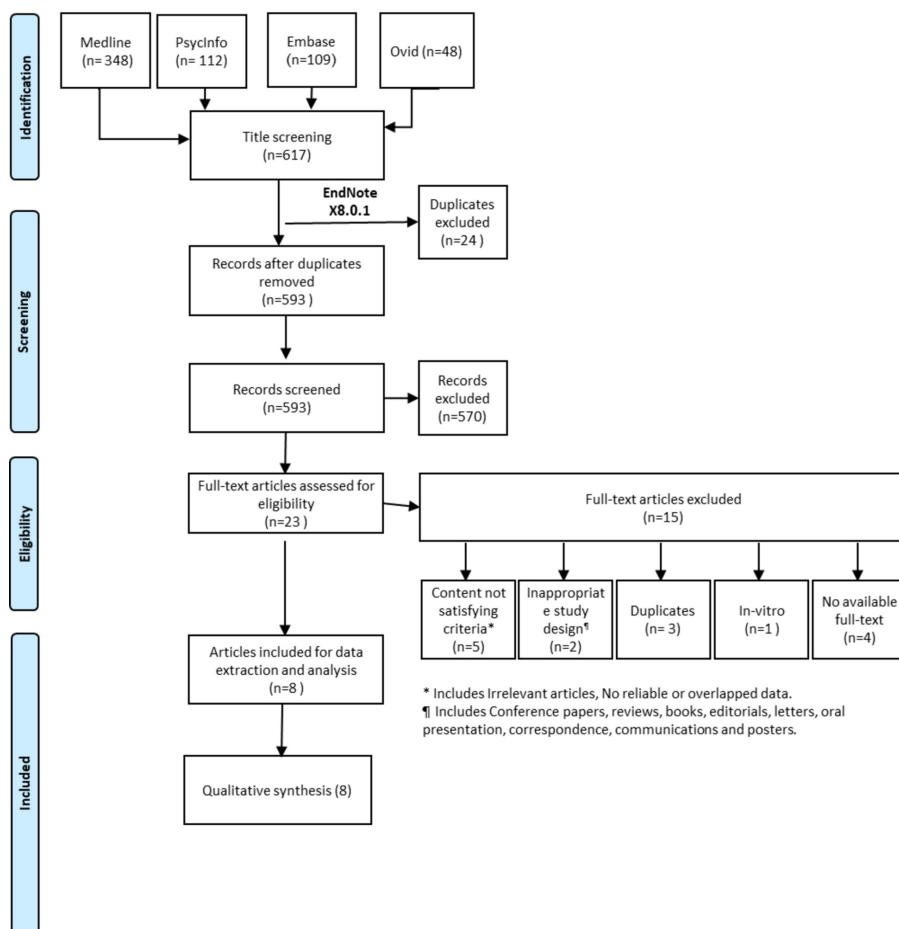 Identification
Medline
(n= 348)
PsycInfo
(n= 112)
Embase
(n=109)
Ovid (n=48)
Title screening
(n=617)
EndNote
X8.0.1
Duplicates
excluded
(n=24 )
Screening
Records after duplicates
removed
(n=593 )
Records screened
(n=593)
Records
excluded
(n=570)
Eligibility
Full-text articles assessed for
eligibility
(n=23 )
Full-text articles excluded
(n=15)
Content not
satisfying
criteria*
(n=5)
Inappropriat
e study
design¶
(n=2)
Duplicates
(n= 3)
In-vitro
(n=1 )
No available
full-text
(n=4)
Included
Articles included for data
extraction and analysis
(n=8 )
* Includes Irrelevant articles, No reliable or overlapped data.
¶ Includes Conference papers, reviews, books, editorials, letters, oral
presentation, correspondence, communications and posters.
Qualitative synthesis (8)